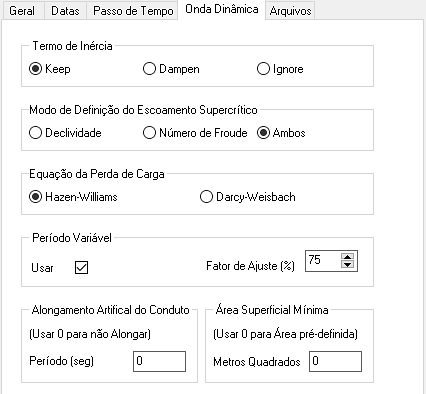 Geral Datas Passo de Tempo Onda Dinâmica Arquivos
Termo de Inércia
Keep Dampen Ignore
Modo de Definição do Escoamento Supercrítico
Declividade Número de Froude Ambos
Equação da Perda de Carga
Hazen-Williams Darcy-Weisbach
Período Variável
Usar Fator de Ajuste (%) 75
Alongamento Artifical do Conduto Área Superficial Mínima
(Usar 0 para não Alongar) (Usar 0 para Área pré-definida)
Período (seg) 0 Metros Quadrados 0